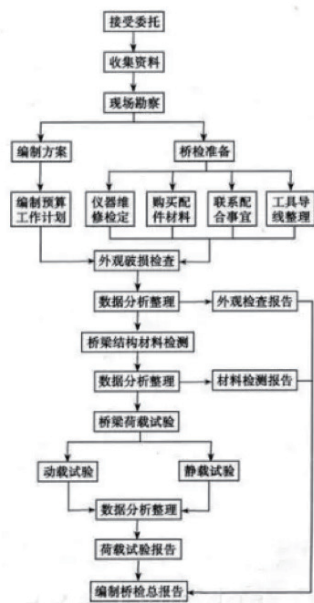 接受委托
收集资料
现场勘察
编制方案
桥检准备
编制预算
工作计划
仪器维
修检定
购买配
件材料
联系配
合事宜
工具导
线整理
外观破损检查
数据分析整理
外观检查报告
桥梁结构材料检测
数据分析整理
材料检测报告
桥梁荷载试验
动载试验
静载试验
数据分析整理
荷载试验报告
编制桥检总报告